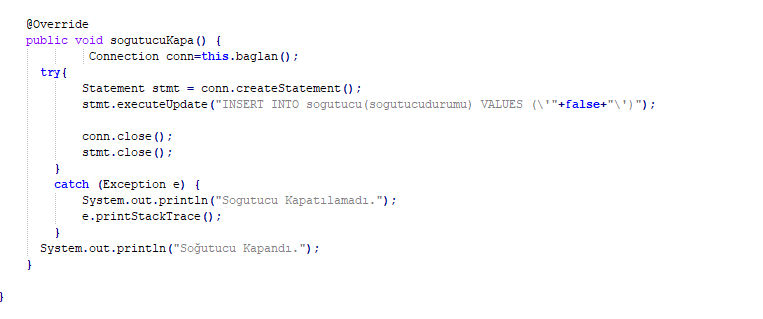 @Override
public void sogutucuKapa() {
Connection conn=this.baglan();
try{
Statement stmt = conn.createStatement();
stmt.executeUpdate("INSERT INTO sogutucu(sogutucudurumu) VALUES (\'"+false+"\')");
conn.close();
stmt.close();
}
catch (Exception e) {
System.out.println("Sogutucu Kapatılamadı.");
e.printStackTrace();
}
System.out.println("Soğutucu Kapandı.");
}
}